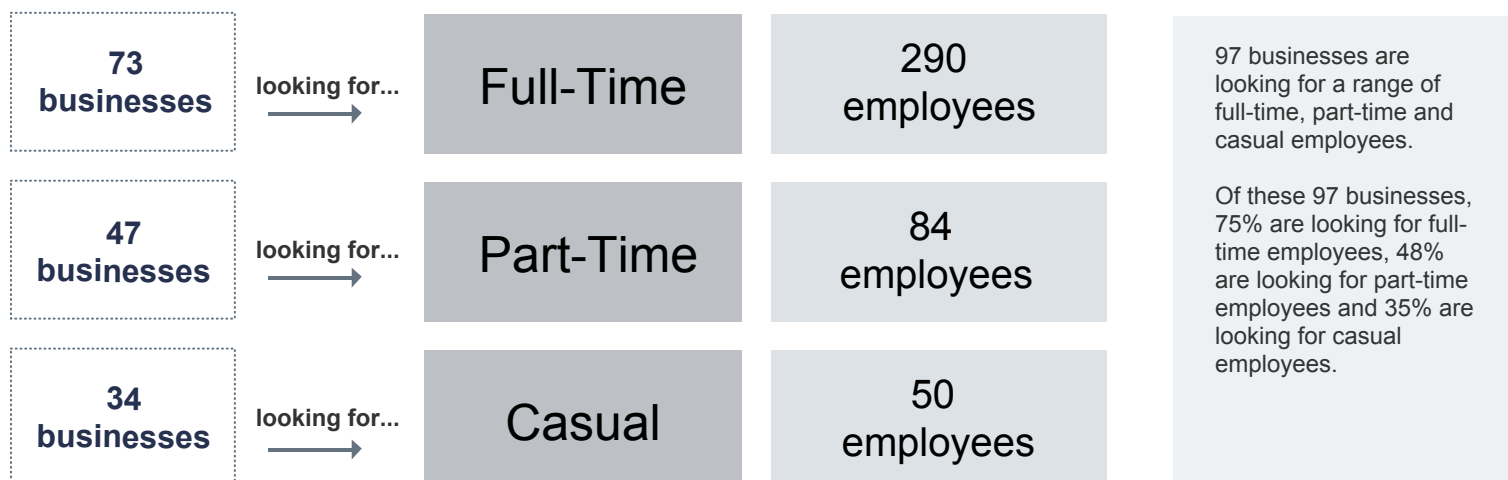 73
businesses
looking for...
Full-Time
290
employees
47
businesses
looking for...
Part-Time
84
employees
34
businesses
looking for...
Casual
50
employees
97 businesses are
looking for a range of
full-time, part-time and
casual employees.
Of these 97 businesses,
75% are looking for full-
time employees, 48%
are looking for part-time
employees and 35% are
looking for casual
employees.